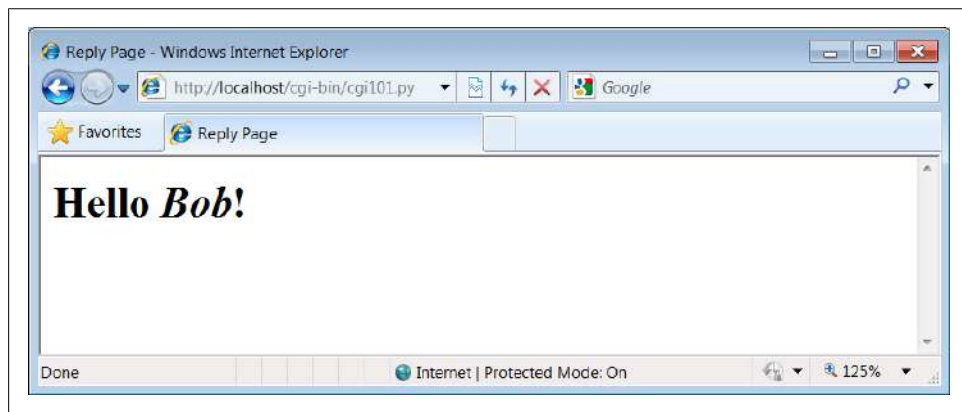 Reply Page - Windows Internet Explorer
http://localhost/cgi-bin/cgi101.py
Google
Favorites
Reply Page
Hello Bob!
Done
Internet | Protected Mode: On
125%